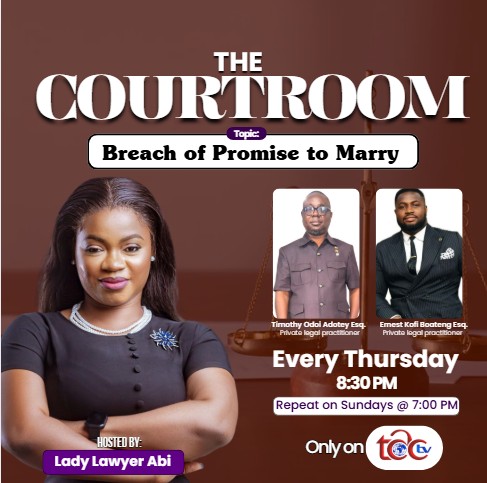 THE
COURTROOM
Topic:
Breach of Promise to Marry
Timothy Odoi Adotey Esq.
Private legal practitioner
Ernest Kofi Boateng Esq.
Private legal practitioner
Every Thursday
8:30 PM
Repeat on Sundays @ 7:00 PM
HOSTED BY:
Lady Lawyer Abi
Only on
tv